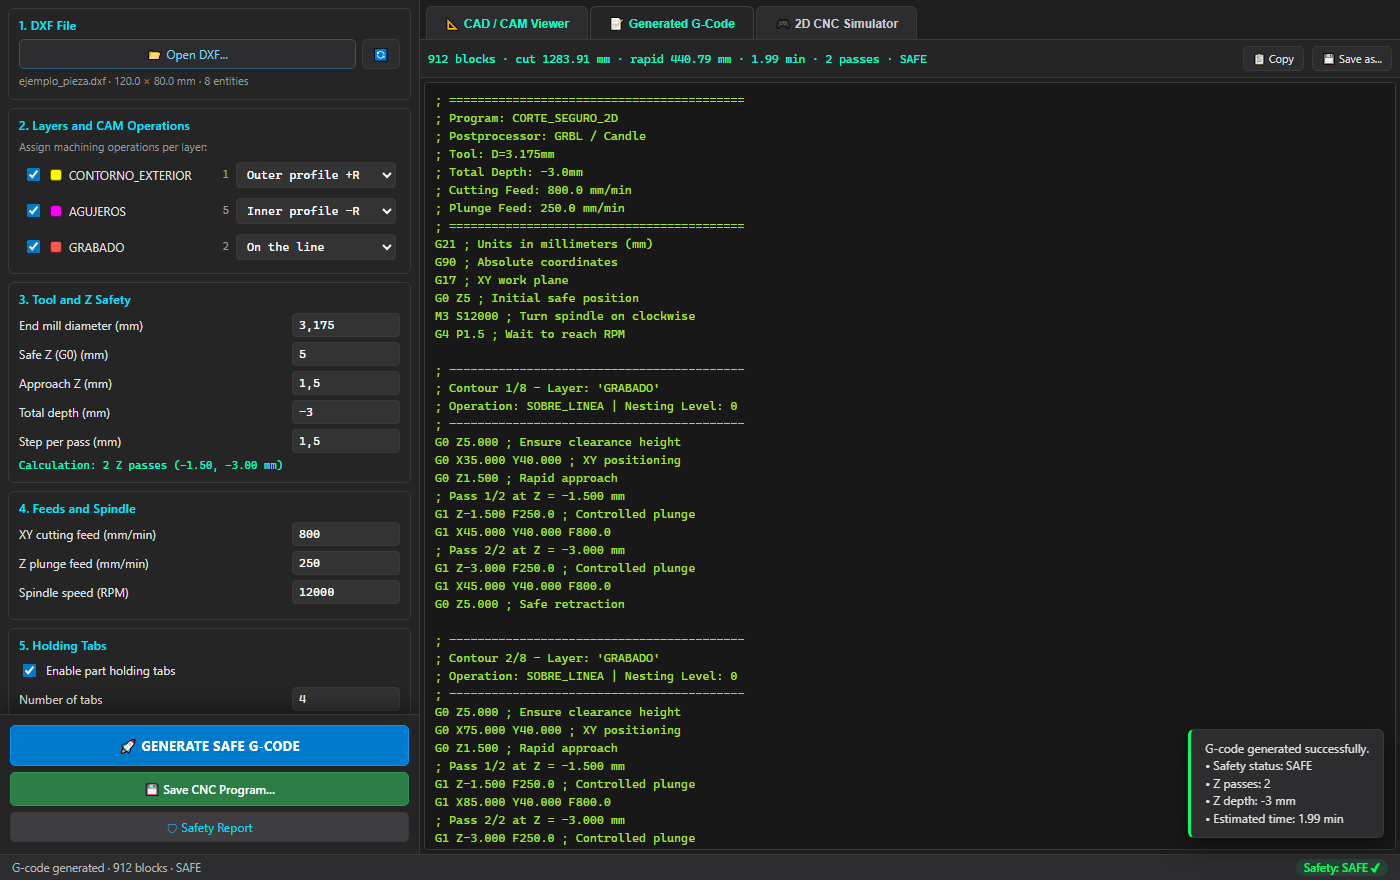 1. DXF File
Open DXF...
ejemplo_pieza.dxf · 120.0 × 80.0 mm · 8 entities
2. Layers and CAM Operations
Assign machining operations per layer:
CONTORNO_EXTERIOR 1 Outer profile +R
AGUJEROS 5 Inner profile −R
GRABADO 2 On the line
3. Tool and Z Safety
End mill diameter (mm) 3,175
Safe Z (G0) (mm) 5
Approach Z (mm) 1,5
Total depth (mm) −3
Step per pass (mm) 1,5
Calculation: 2 Z passes (−1.50, −3.00 mm)
4. Feeds and Spindle
XY cutting feed (mm/min) 800
Z plunge feed (mm/min) 250
Spindle speed (RPM) 12000
5. Holding Tabs
Enable part holding tabs
Number of tabs 4
GENERATE SAFE G-CODE
Save CNC Program...
Safety Report
CAD / CAM Viewer Generated G-Code 2D CNC Simulator
912 blocks · cut 1283.91 mm · rapid 440.79 mm · 1.99 min · 2 passes · SAFE Copy Save as...
; ==========================================
; Program: CORTE_SEGURO_2D
; Postprocessor: GRBL / Candle
; Tool: D=3.175mm
; Total Depth: −3.0mm
; Cutting Feed: 800.0 mm/min
; Plunge Feed: 250.0 mm/min
; ==========================================
G21 ; Units in millimeters (mm)
G90 ; Absolute coordinates
G17 ; XY work plane
G0 Z5 ; Initial safe position
M3 S12000 ; Turn spindle on clockwise
G4 P1.5 ; Wait to reach RPM
; ------------------------------------------
; Contour 1/8 − Layer: 'GRABADO'
; Operation: SOBRE_LINEA | Nesting Level: 0
; ------------------------------------------
G0 Z5.000 ; Ensure clearance height
G0 X35.000 Y40.000 ; XY positioning
G0 Z1.500 ; Rapid approach
; Pass 1/2 at Z = −1.500 mm
G1 Z−1.500 F250.0 ; Controlled plunge
G1 X45.000 Y40.000 F800.0
; Pass 2/2 at Z = −3.000 mm
G1 Z−3.000 F250.0 ; Controlled plunge
G1 X45.000 Y40.000 F800.0
G0 Z5.000 ; Safe retraction
; ------------------------------------------
; Contour 2/8 − Layer: 'GRABADO'
; Operation: SOBRE_LINEA | Nesting Level: 0
; ------------------------------------------
G0 Z5.000 ; Ensure clearance height
G0 X75.000 Y40.000 ; XY positioning
G0 Z1.500 ; Rapid approach
; Pass 1/2 at Z = −1.500 mm
G1 Z−1.500 F250.0 ; Controlled plunge
G1 X85.000 Y40.000 F800.0
; Pass 2/2 at Z = −3.000 mm
G1 Z−3.000 F250.0 ; Controlled plunge
G-code generated successfully.
• Safety status: SAFE
• Z passes: 2
• Z depth: -3 mm
• Estimated time: 1.99 min
G-code generated · 912 blocks · SAFE Safety: SAFE ✓